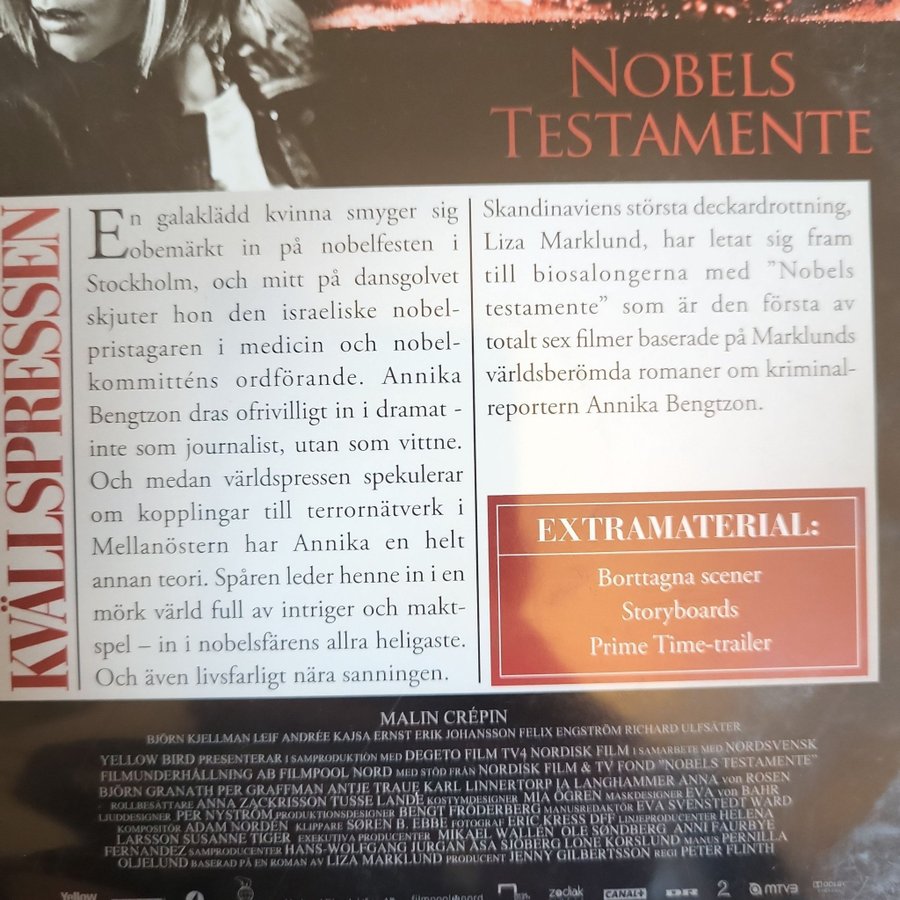 NOBELS
TESTAMENTE
KVÄLLSPRESSEN
En galaklädd kvinna smyger sig
obemärkt in på nobelfesten i
Stockholm, och mitt på dansgolvet
skjuter hon den israeliske nobel-
pristagaren i medicin och nobel-
kommitténs ordförande. Annika
Bengtzon dras ofrivilligt in i dramat -
inte som journalist, utan som vittne.
Och medan världspressen spekulerar
om kopplingar till terrornätverk i
Mellanöstern har Annika en helt
annan teori. Spåren leder henne in i en
mörk värld full av intriger och makt-
spel – in i nobelsfärens allra heligaste.
Och även livsfarligt nära sanningen.
Skandinaviens största deckardrottning,
Liza Marklund, har letat sig fram
till biosalongerna med ”Nobels
testamente” som är den första av
totalt sex filmer baserade på Marklunds
världsberömda romaner om kriminal-
reportern Annika Bengtzon.
EXTRAMATERIAL:
Borttagna scener
Storyboards
Prime Time-trailer
MALIN CRÉPIN
BJÖRN KJELLMAN LEIF ANDRÉE KAJSA ERNST ERIK JOHANSSON FELIX ENGSTRÖM RICHARD ULFSÄTER
YELLOW BIRD PRESENTERAR I SAMPRODUKTION MED DEGETO FILM TV4 NORDISK FILM I SAMARBETE MED NORDSVENSK
FILMUNDERHÅLLNING AB FILMPOOL NORD MED STÖD FRÅN NORDISK FILM & TV FOND "NOBELS TESTAMENTE"
BJÖRN GRANATH PER GRAFFMAN ANTJE TRAUE KARL LINNERTORP IA LANGHAMMER ANNA von ROSEN
ROLLBESÄTTARE ANNA ZACKRISSON TUSSE LANDE KOSTYMDESIGNER MIA ÖGREN MASKDESIGNER EVA von BAHR
LJUDDESIGNER PER NYSTRÖM PRODUKTIONSDESIGNER BENGT FRÖDERBERG MANUSREDAKTÖR EVA SVENSTEDT WARD
KOMPOSITÖR ADAM NORDÉN KLIPPARE SØREN B. EBBE FOTOGRAF ERIC KRESS DFF LINJEPRODUCENTER HELENA
LARSSON SUSANNE TIGER EXEKUTIVA PRODUCENTER MIKAEL WALLÉN OLE SØNDBERG ANNI FAURBYE
FERNANDEZ SAMPRODUCENTER HANS-WOLFGANG JURGAN ÅSA SJÖBERG LONE KORSLUND MANUS PERNILLA
OLJELUND BASERAD PÅ EN ROMAN AV LIZA MARKLUND PRODUCENT JENNY GILBERTSSON REGI PETER FLINTH
Yellow filmpool nord zodiak CANAL+ DR 2 mtv3 DOLBY